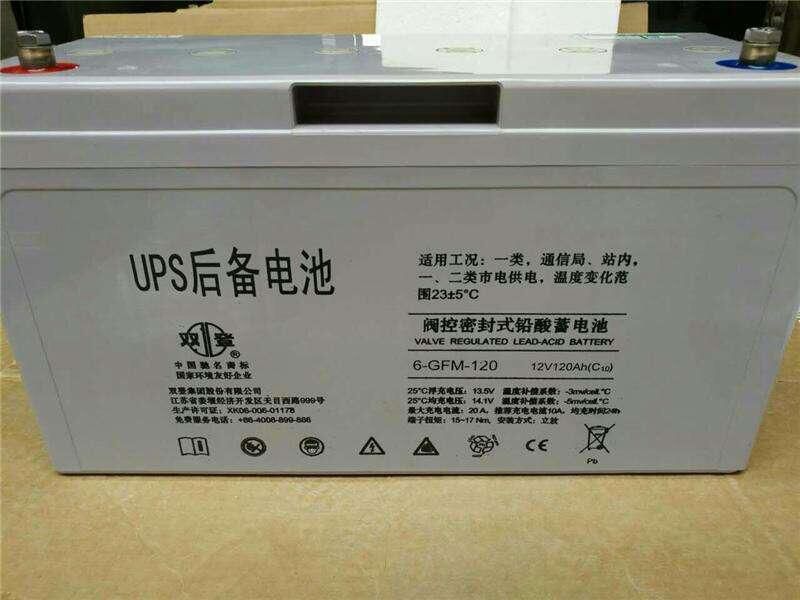 UPS后备电池
双登®
中国驰名商标
国家环境友好企业
双登集团股份有限公司
江苏省姜堰经济开发区天目西路999号
生产许可证: XK06-006-01178
免费服务电话: +86-4008-899-886
适用工况: 一类, 通信局、站内,
一、二类市电供电, 温度变化范
围23±5°C
阀控密封式铅酸蓄电池
VALVE REGULATED LEAD-ACID BATTERY
6-GFM-120 12V120Ah(C10)
25°C浮充电压: 13.5V 温度补偿系数: -3mv/cell.°C
25°C均充电压: 14.1V 温度补偿系数: -5mv/cell.°C
最大充电电流: 20A, 推荐充电电流10A, 均充时间24h
端子扭矩: 15~17 Nm, 安装方式: 立放
CE
Pb